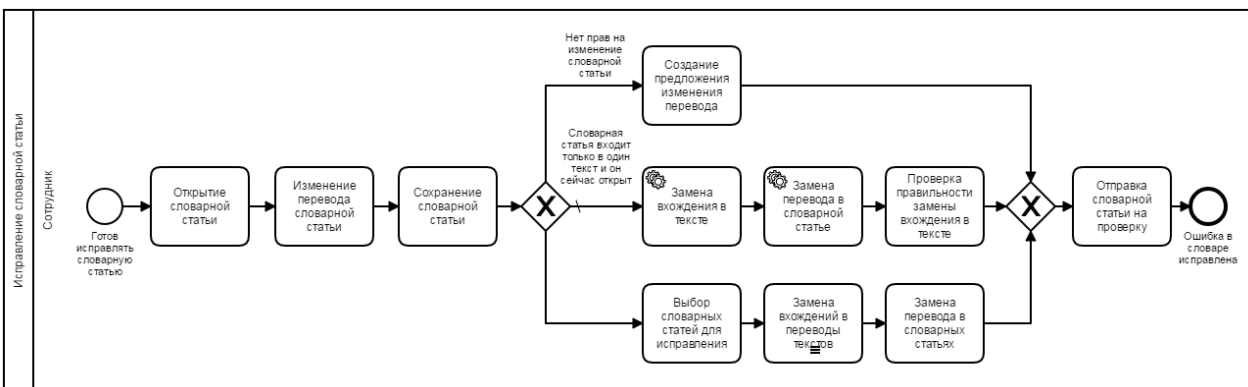 Исправление словарной статьи
Сотрудник
Готов
исправлять
словарную
статью
Открытие
словарной
статьи
Изменение
перевода
словарной
статьи
Сохранение
словарной
статьи
Нет прав на
изменение
словарной
статьи
Создание
предложения
изменения
перевода
Словарная
статья входит
только в один
текст и он
сейчас открыт
Замена
вхождения в
тексте
Замена
перевода в
словарной
статье
Проверка
правильности
замены
вхождения в
тексте
Выбор
словарных
статей для
исправления
Замена
вхождений в
переводы
текстов
Замена
перевода в
словарных
статьях
Отправка
словарной
статьи на
проверку
Ошибка в
словаре
исправлена